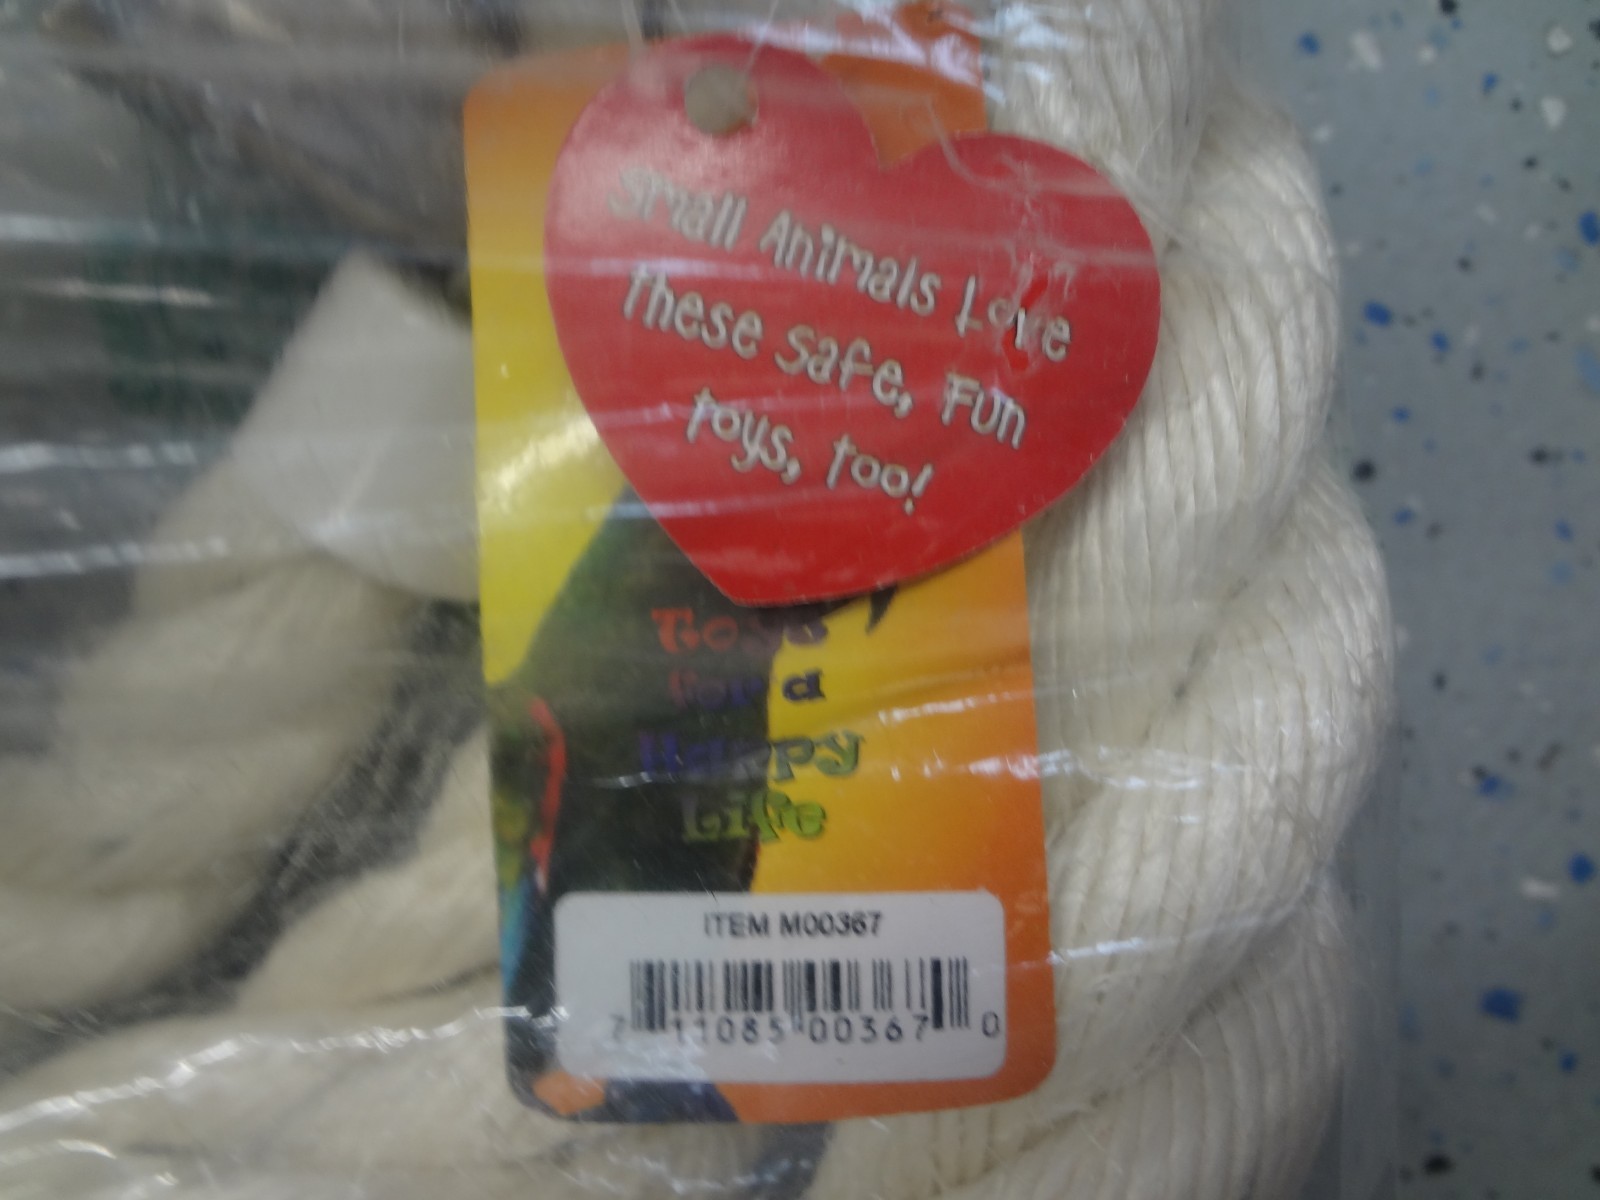 Small Animals Love
these safe, Fun
toys, too!
Toys
for a
Happy
Life
ITEM M00367
7 11085 00367 0